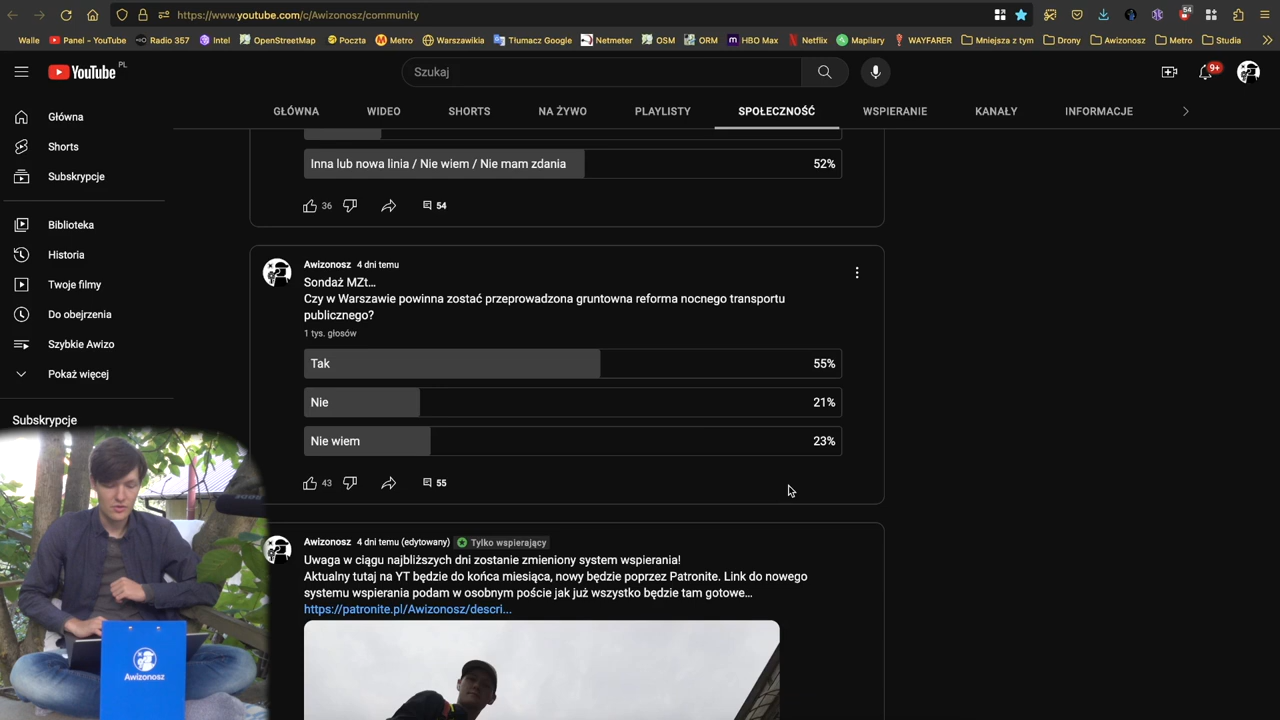 https://www.youtube.com/c/Awizonosz/community
64
Walle
Panel - YouTube
Radio 357
Intel
OpenStreetMap
Poczta
Metro
Warszawikia
Tłumacz Google
Netmeter
OSM
ORM
HBO Max
Netflix
Mapilary
WAYFARER
Mniejsza z tym
Drony
Awizonosz
Metro
Studia
YouTube PL
Szukaj
9+
GŁÓWNA
WIDEO
SHORTS
NA ŻYWO
PLAYLISTY
SPOŁECZNOŚĆ
WSPIERANIE
KANAŁY
INFORMACJE
Główna
Shorts
Subskrypcje
Biblioteka
Historia
Twoje filmy
Do obejrzenia
Szybkie Awizo
Pokaż więcej
Subskrypcje
Inna lub nowa linia / Nie wiem / Nie mam zdania 52%
36 54
Awizonosz 4 dni temu
Sondaż MZt...
Czy w Warszawie powinna zostać przeprowadzona gruntowna reforma nocnego transportu
publicznego?
1 tys. głosów
Tak 55%
Nie 21%
Nie wiem 23%
43 55
Awizonosz 4 dni temu (edytowany) Tylko wspierający
Uwaga w ciągu najbliższych dni zostanie zmieniony system wspierania!
Aktualny tutaj na YT będzie do końca miesiąca, nowy będzie poprzez Patronite. Link do nowego
systemu wspierania podam w osobnym poście jak już wszystko będzie tam gotowe...
https://patronite.pl/Awizonosz/descri...
Awizonosz